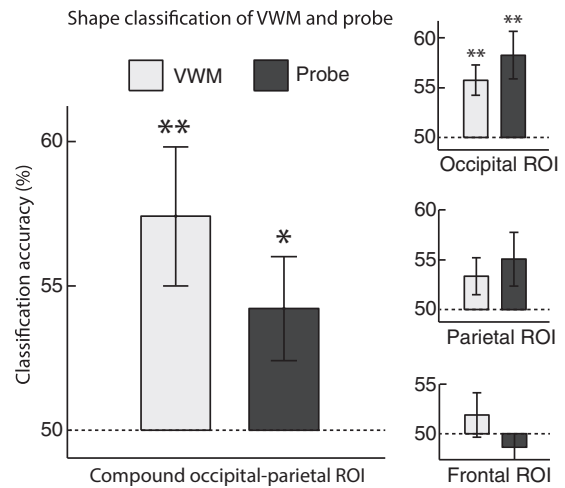 Shape classification of VWM and probe
VWM
Probe
Classification accuracy (%)
60
55
50
**
*
Compound occipital-parietal ROI
60
55
50
**
**
Occipital ROI
60
55
50
Parietal ROI
55
50
Frontal ROI